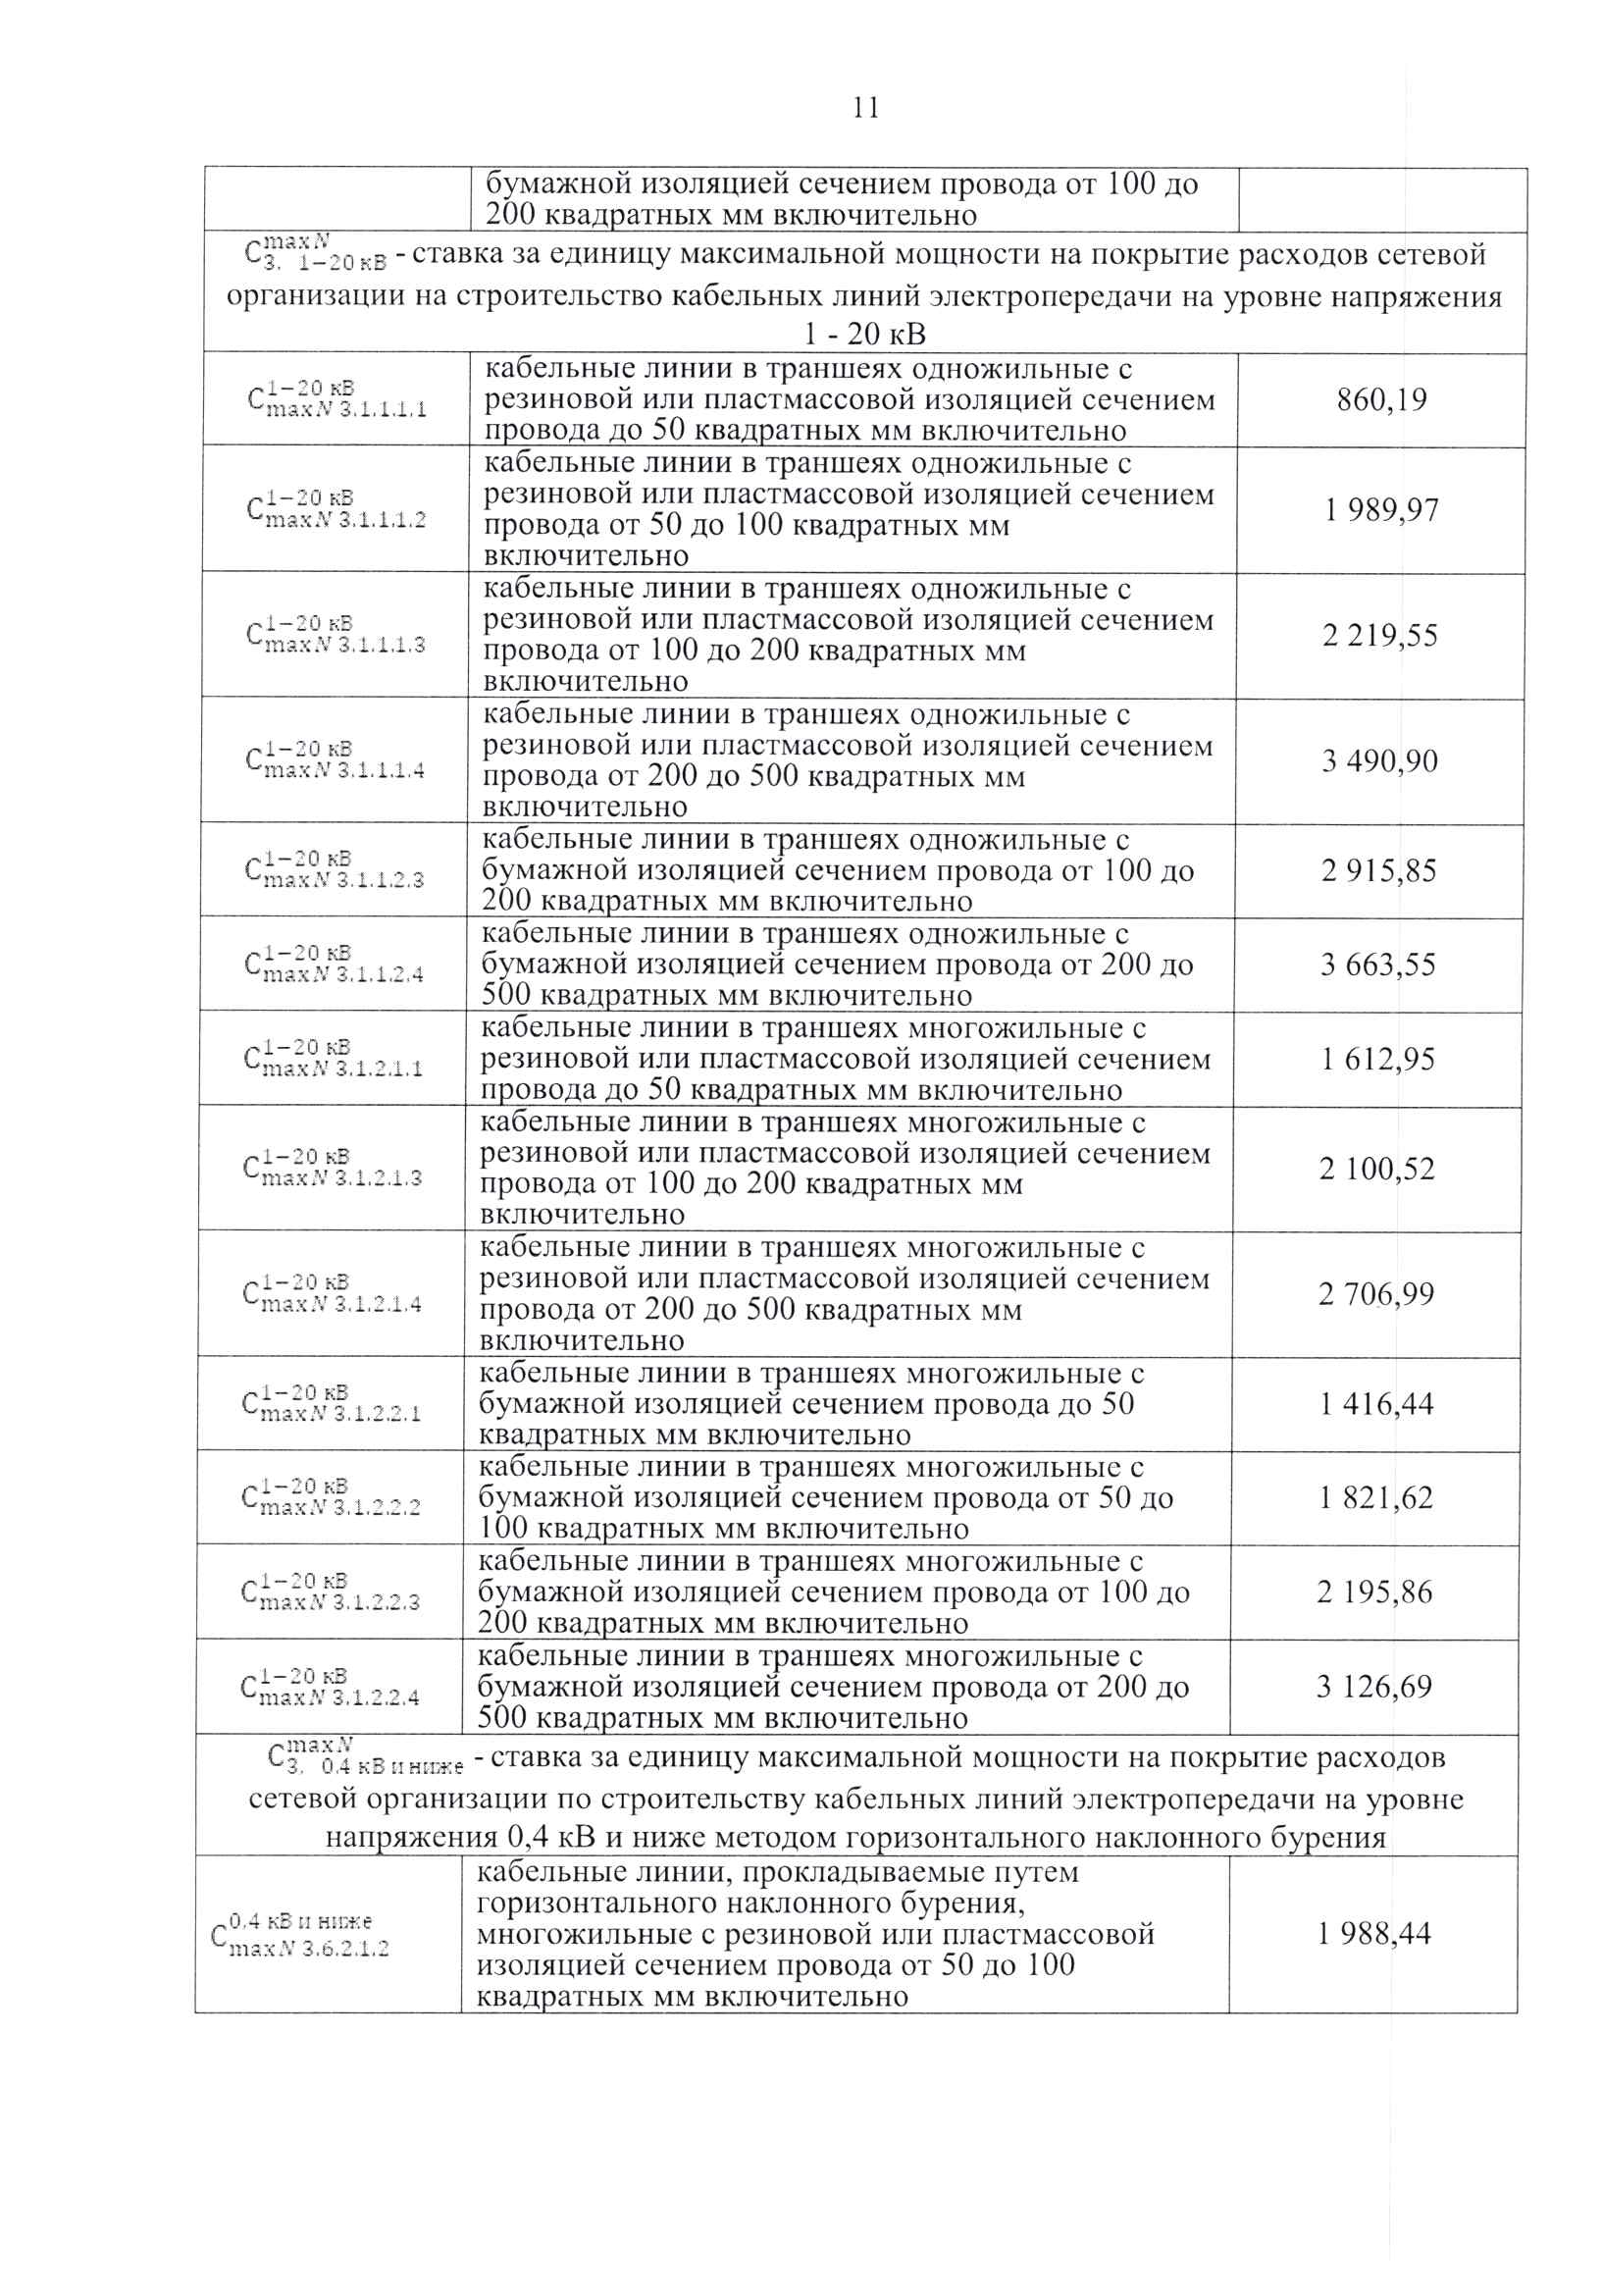 11
бумажной изоляцией сечением провода от 100 до
200 квадратных мм включительно
C max N 3. 1–20 кВ - ставка за единицу максимальной мощности на покрытие расходов сетевой
организации на строительство кабельных линий электропередачи на уровне напряжения
1 - 20 кВ
C 1–20 кВ max N 3.1.1.1.1
кабельные линии в траншеях одножильные с
резиновой или пластмассовой изоляцией сечением
провода до 50 квадратных мм включительно
860,19
C 1–20 кВ max N 3.1.1.1.2
кабельные линии в траншеях одножильные с
резиновой или пластмассовой изоляцией сечением
провода от 50 до 100 квадратных мм
включительно
1 989,97
C 1–20 кВ max N 3.1.1.1.3
кабельные линии в траншеях одножильные с
резиновой или пластмассовой изоляцией сечением
провода от 100 до 200 квадратных мм
включительно
2 219,55
C 1–20 кВ max N 3.1.1.1.4
кабельные линии в траншеях одножильные с
резиновой или пластмассовой изоляцией сечением
провода от 200 до 500 квадратных мм
включительно
3 490,90
C 1–20 кВ max N 3.1.1.2.3
кабельные линии в траншеях одножильные с
бумажной изоляцией сечением провода от 100 до
200 квадратных мм включительно
2 915,85
C 1–20 кВ max N 3.1.1.2.4
кабельные линии в траншеях одножильные с
бумажной изоляцией сечением провода от 200 до
500 квадратных мм включительно
3 663,55
C 1–20 кВ max N 3.1.2.1.1
кабельные линии в траншеях многожильные с
резиновой или пластмассовой изоляцией сечением
провода до 50 квадратных мм включительно
1 612,95
C 1–20 кВ max N 3.1.2.1.3
кабельные линии в траншеях многожильные с
резиновой или пластмассовой изоляцией сечением
провода от 100 до 200 квадратных мм
включительно
2 100,52
C 1–20 кВ max N 3.1.2.1.4
кабельные линии в траншеях многожильные с
резиновой или пластмассовой изоляцией сечением
провода от 200 до 500 квадратных мм
включительно
2 706,99
C 1–20 кВ max N 3.1.2.2.1
кабельные линии в траншеях многожильные с
бумажной изоляцией сечением провода до 50
квадратных мм включительно
1 416,44
C 1–20 кВ max N 3.1.2.2.2
кабельные линии в траншеях многожильные с
бумажной изоляцией сечением провода от 50 до
100 квадратных мм включительно
1 821,62
C 1–20 кВ max N 3.1.2.2.3
кабельные линии в траншеях многожильные с
бумажной изоляцией сечением провода от 100 до
200 квадратных мм включительно
2 195,86
C 1–20 кВ max N 3.1.2.2.4
кабельные линии в траншеях многожильные с
бумажной изоляцией сечением провода от 200 до
500 квадратных мм включительно
3 126,69
C max N 3. 0,4 кВ и ниже - ставка за единицу максимальной мощности на покрытие расходов
сетевой организации по строительству кабельных линий электропередачи на уровне
напряжения 0,4 кВ и ниже методом горизонтального наклонного бурения
C 0,4 кВ и ниже max N 3.6.2.1.2
кабельные линии, прокладываемые путем
горизонтального наклонного бурения,
многожильные с резиновой или пластмассовой
изоляцией сечением провода от 50 до 100
квадратных мм включительно
1 988,44